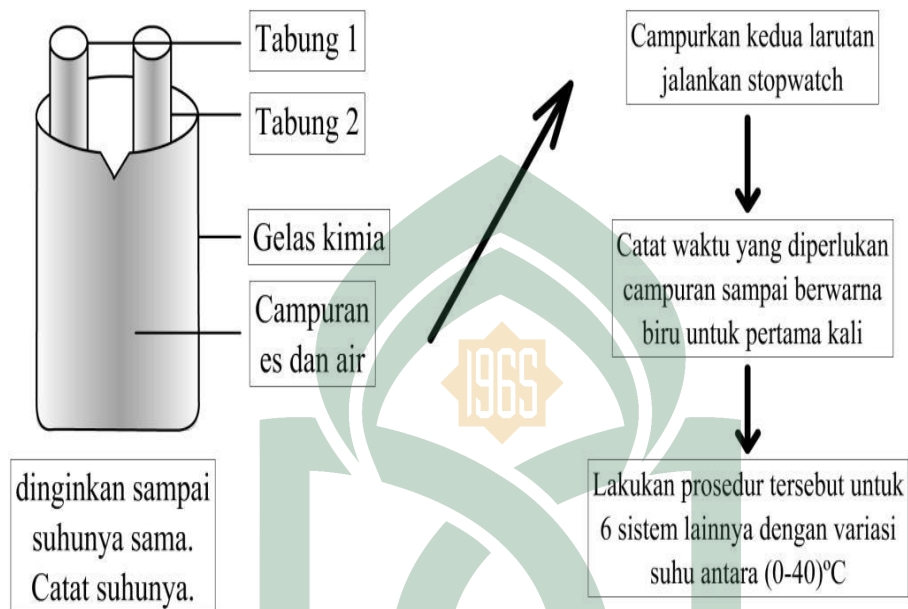 Tabung 1
Tabung 2
Gelas kimia
Campuran
es dan air
dinginkan sampai
suhunya sama.
Catat suhunya.
Campurkan kedua larutan
jalankan stopwatch
Catat waktu yang diperlukan
campuran sampai berwarna
biru untuk pertama kali
Lakukan prosedur tersebut untuk
6 sistem lainnya dengan variasi
suhu antara (0-40)ºC
1965